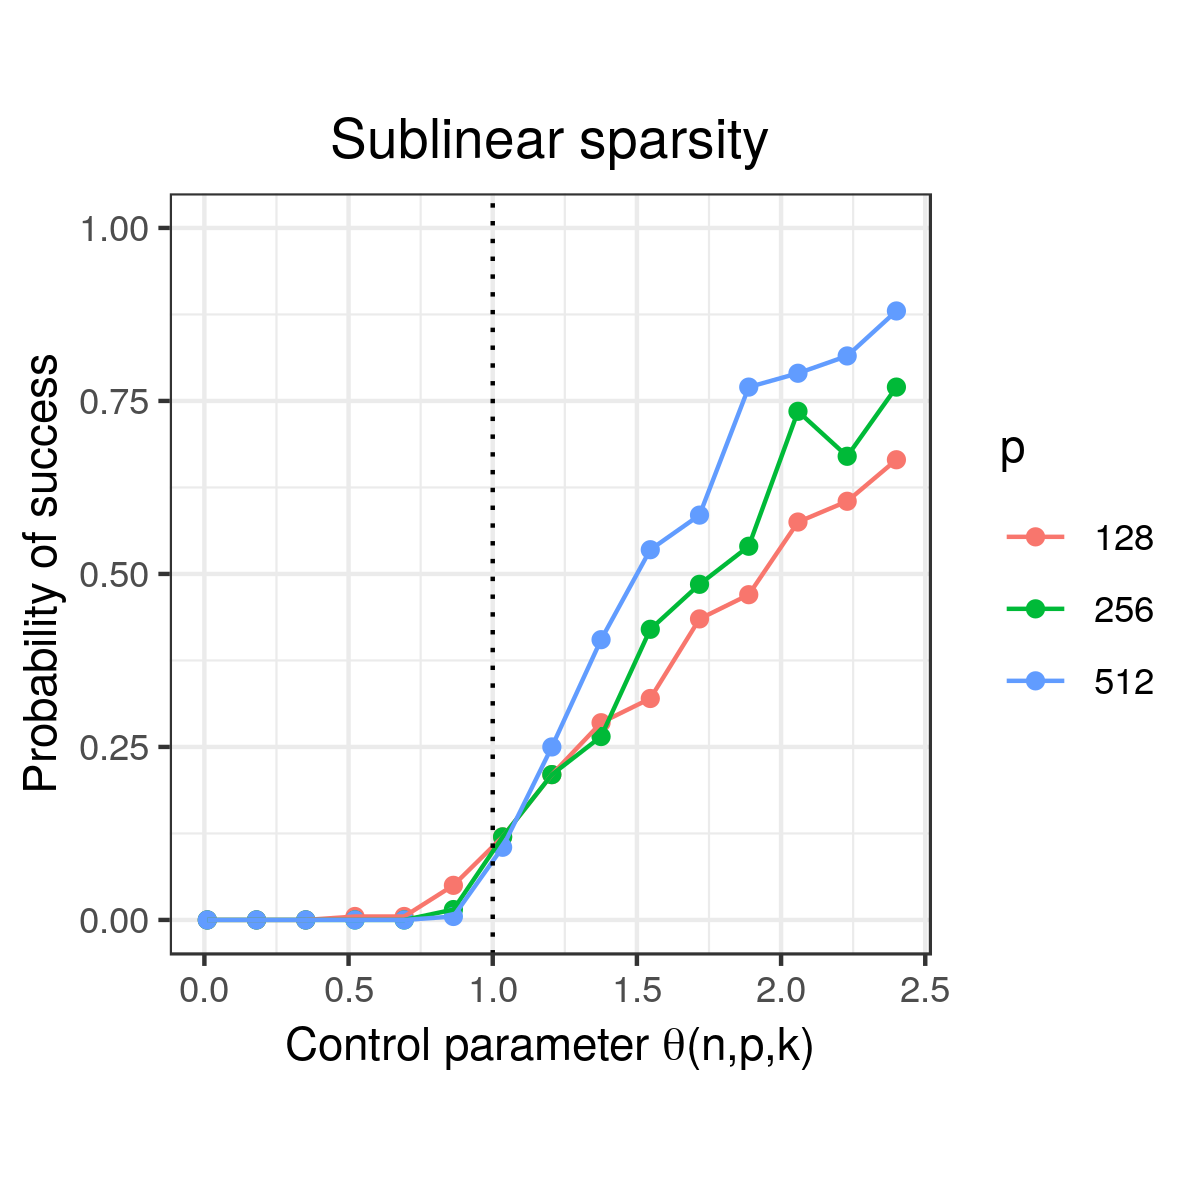 Sublinear sparsity
Probability of success
1.00
0.75
0.50
0.25
0.00
0.0 0.5 1.0 1.5 2.0 2.5
Control parameter θ(n,p,k)
p
128
256
512